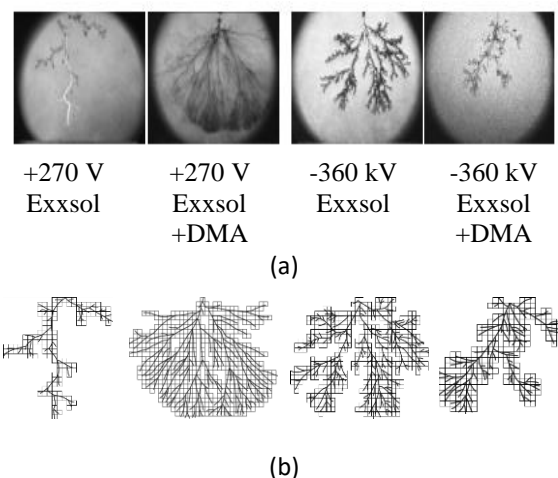 +270 V +270 V -360 kV -360 kV
Exxsol Exxsol Exxsol Exxsol
+DMA +DMA
(a)
(b)